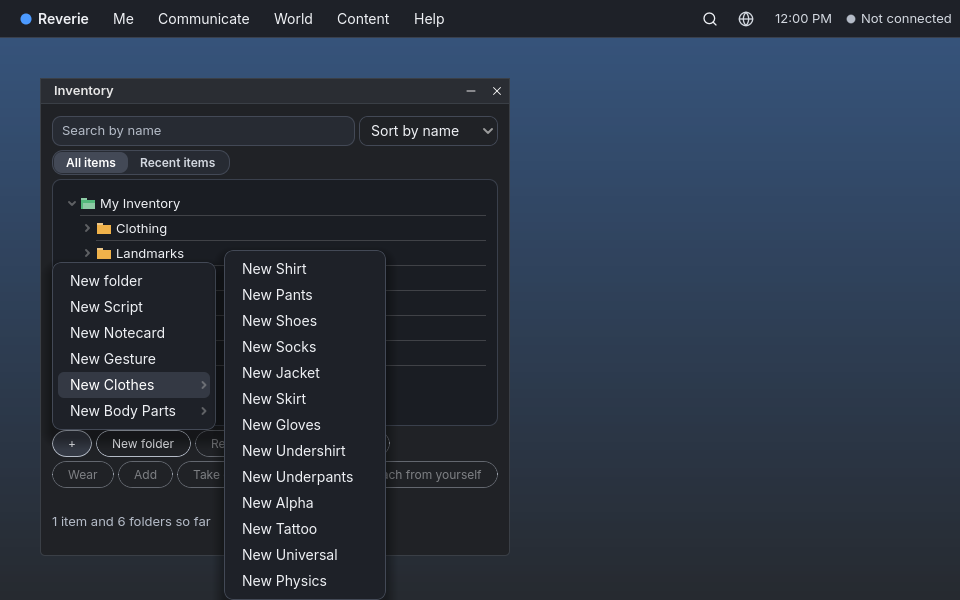 Reverie Me Communicate World Content Help 12:00 PM Not connected
Inventory
Search by name Sort by name
All items Recent items
My Inventory
Clothing
Landmarks
New folder
New Script
New Notecard
New Gesture
New Clothes
New Body Parts
New Shirt
New Pants
New Shoes
New Socks
New Jacket
New Skirt
New Gloves
New Undershirt
New Underpants
New Alpha
New Tattoo
New Universal
New Physics
+ New folder
Wear Add Take from yourself
1 item and 6 folders so far